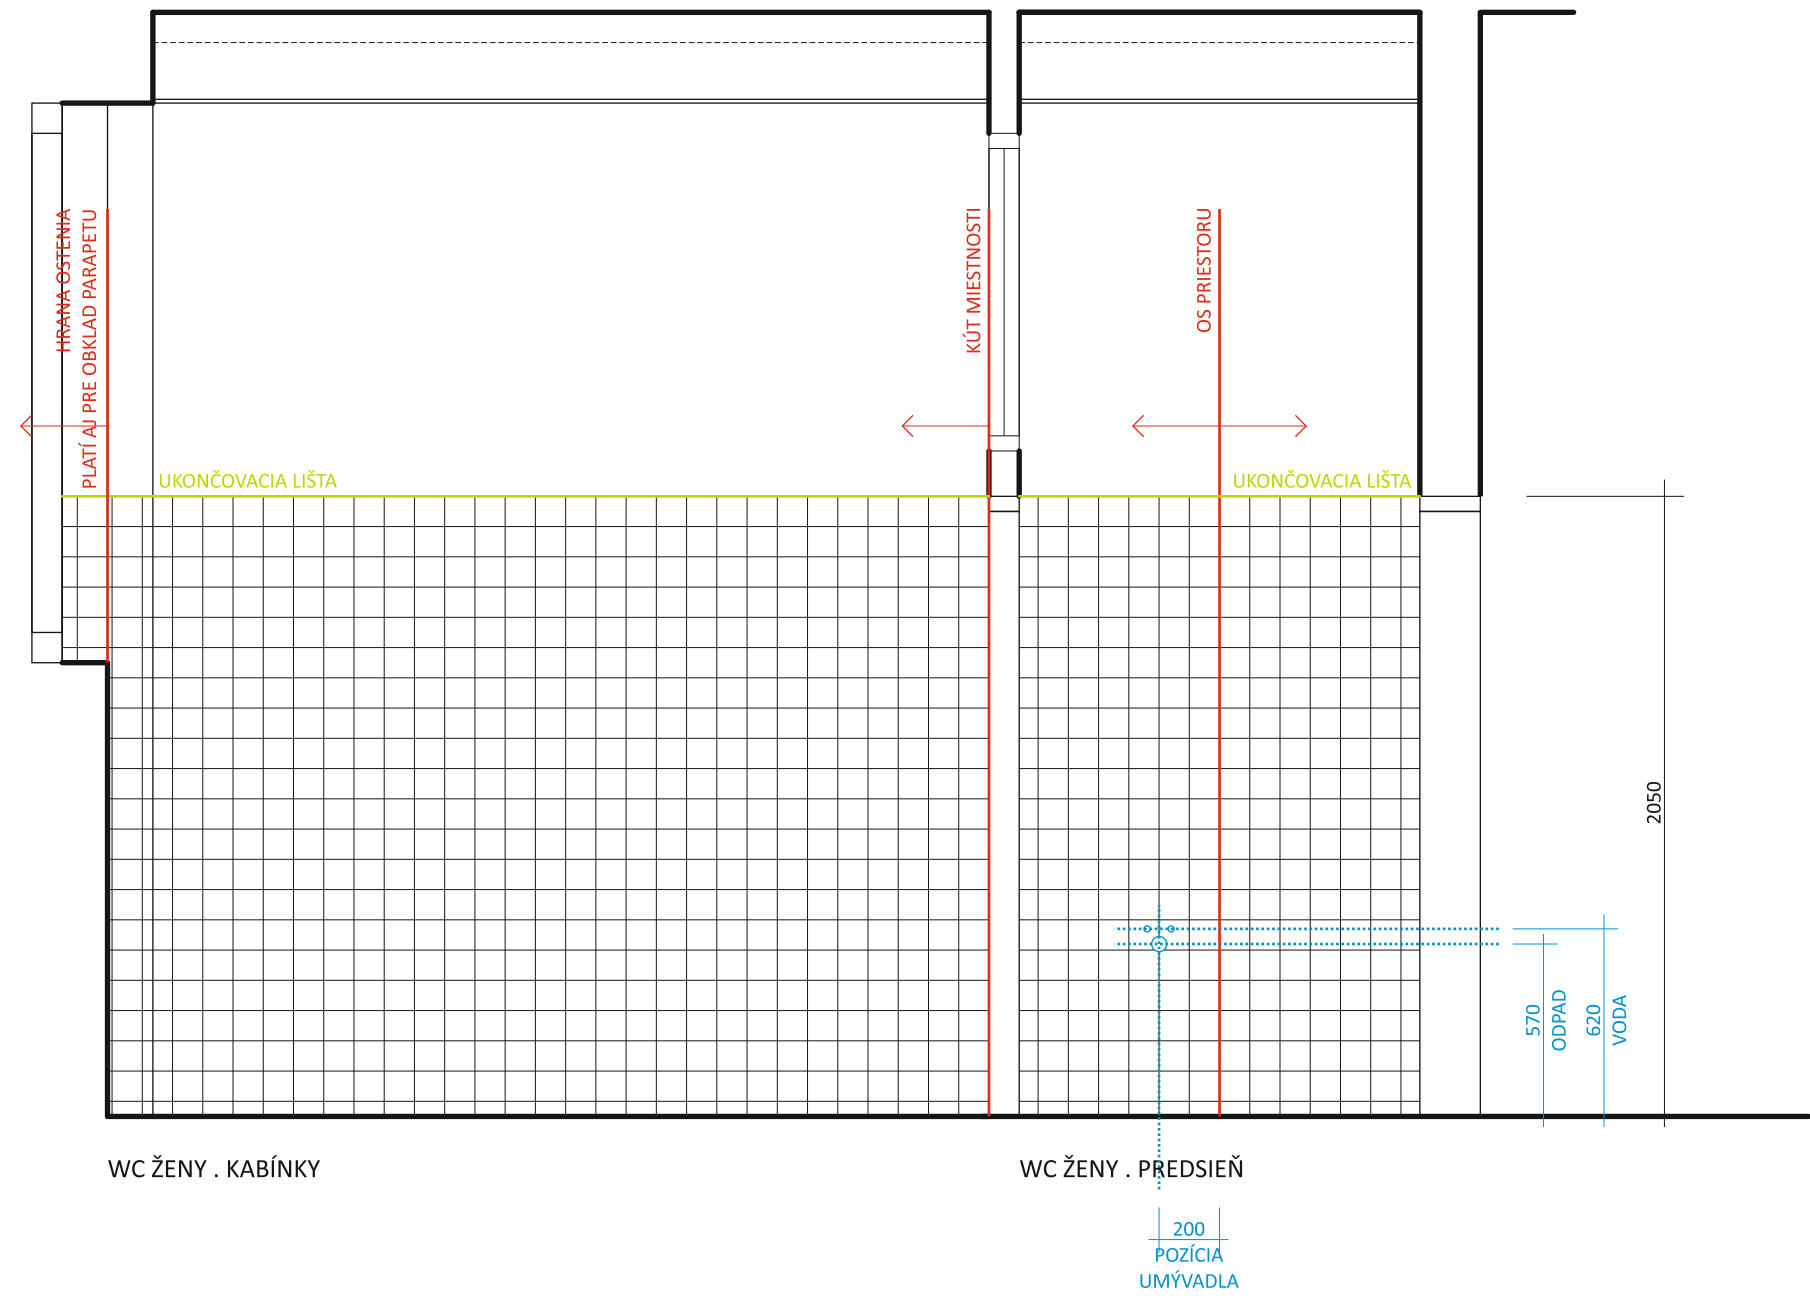 HRANA OSTENIA
PLATÍ AJ PRE OBKLAD PARAPETU
KÚT MIESTNOSTI
OS PRIESTORU
UKONČOVACIA LIŠTA
UKONČOVACIA LIŠTA
2050
570
ODPAD
620
VODA
WC ŽENY . KABÍNKY
WC ŽENY . PREDSIEŇ
200
POZÍCIA
UMÝVADLA